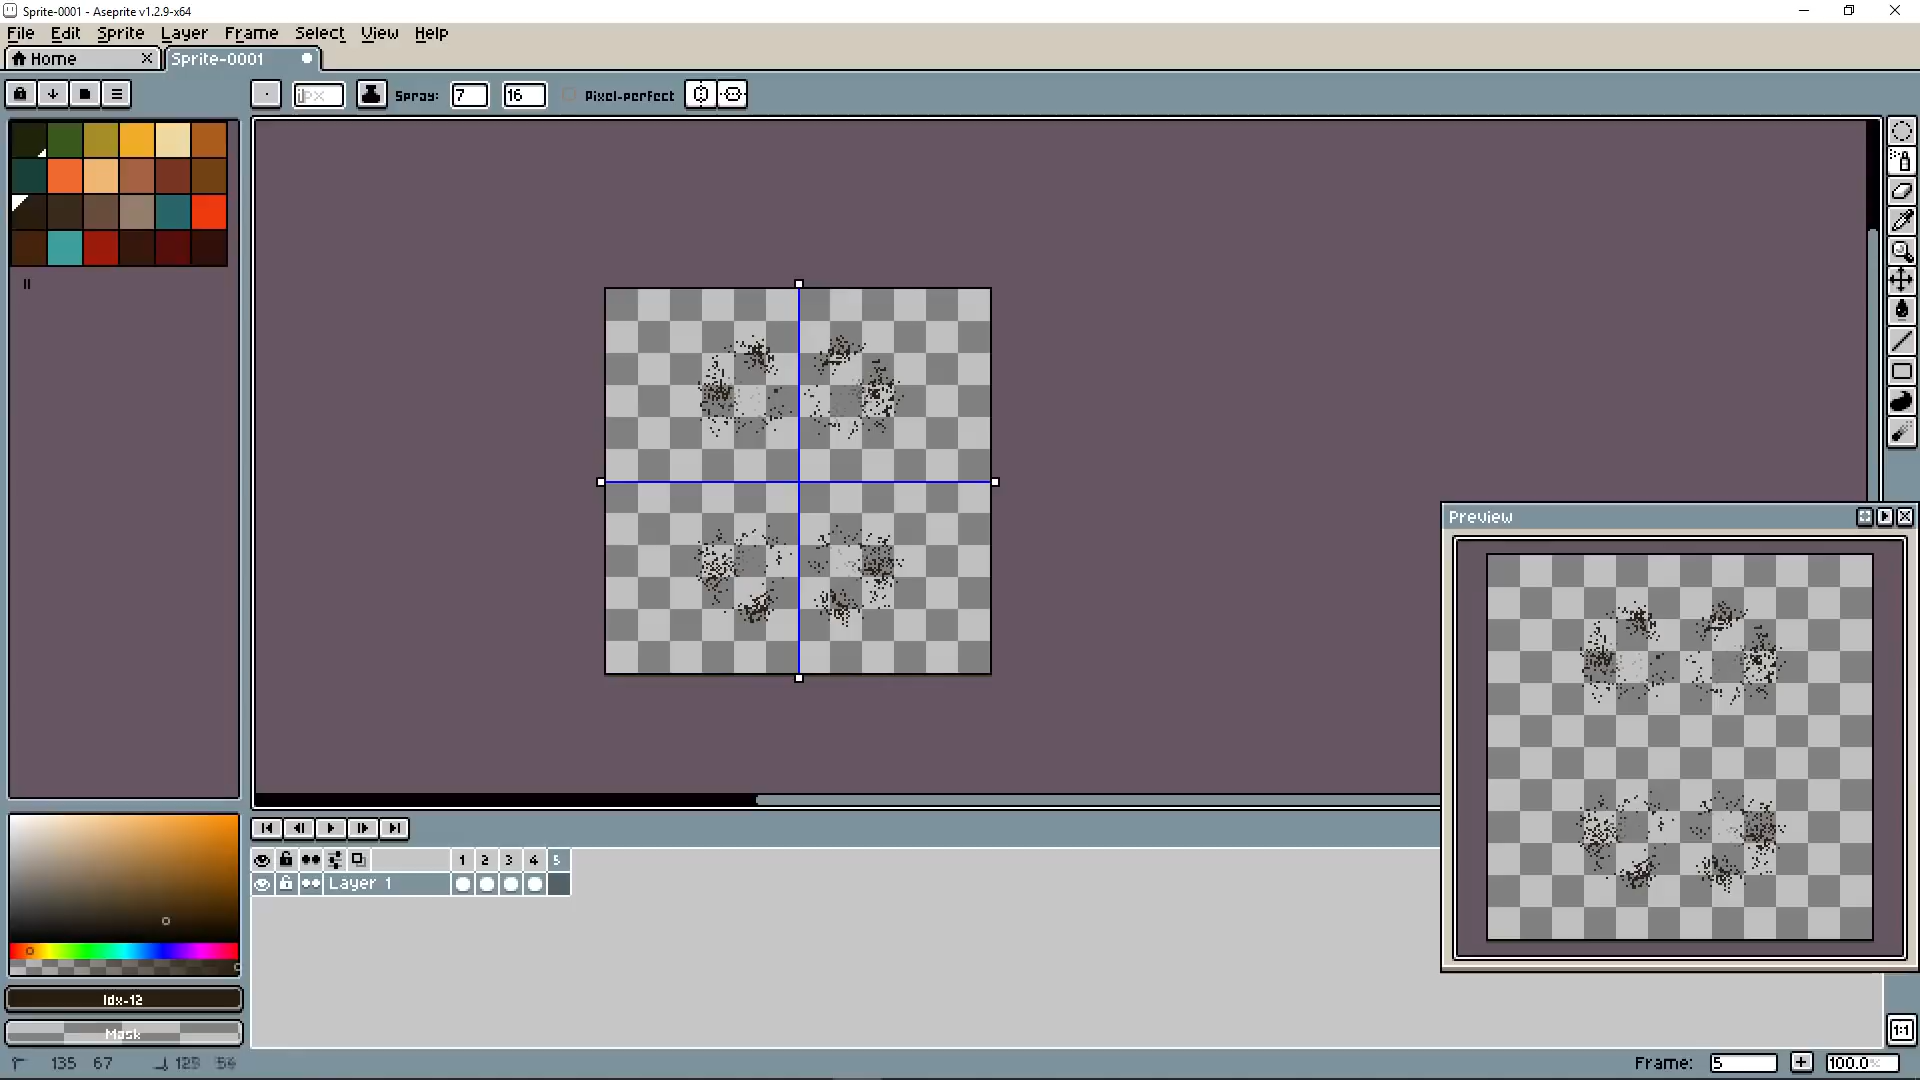 Sprite-0001 - Aseprite v1.2.9-x64
File Edit Sprite Layer Frame Select View Help
Home Sprite-0001
Spray: 7 16 Pixel-perfect
Preview
1 2 3 4 5
Layer 1
Idx-12
Mask
135 67
Frame: 5 100.0
1:1